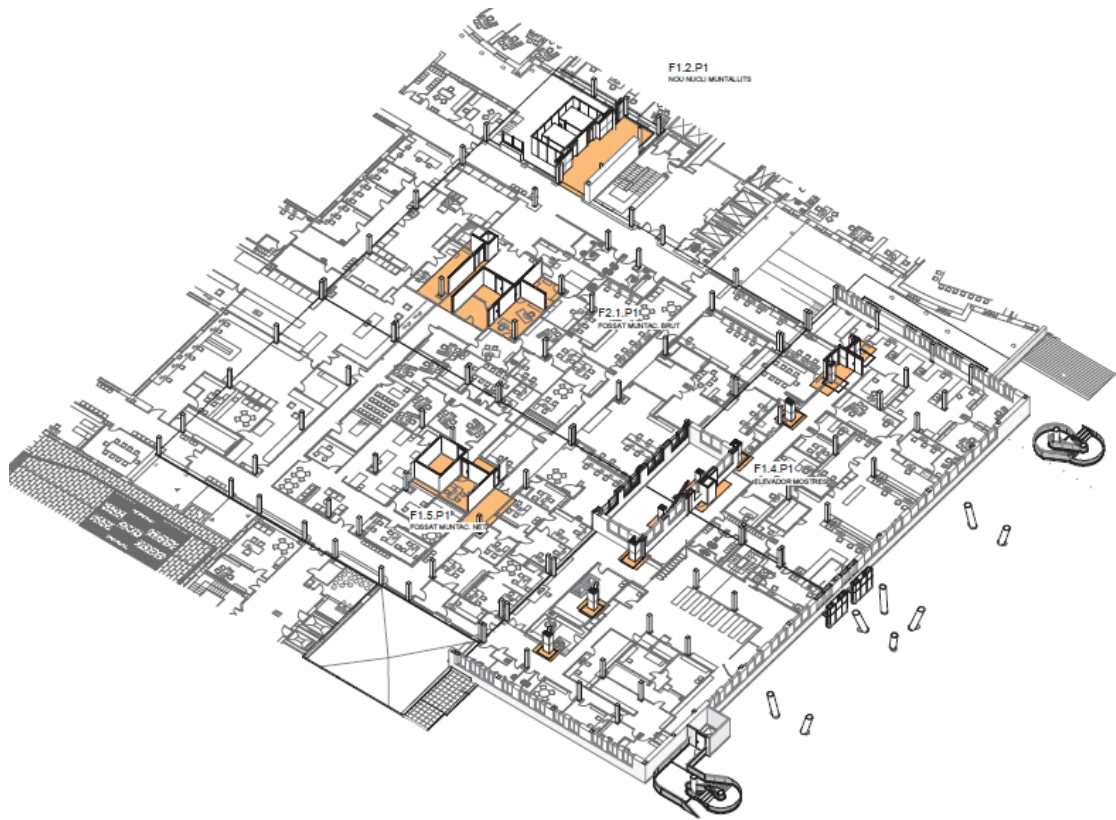 F1.2.P1
NOU NUCLI MUNTALLITS
F2.1.P1
FOSSAT MUNTAC. BRUT
F1.4.P1
ELEVADOR MOSTRES
F1.5.P1
FOSSAT MUNTAC. NET